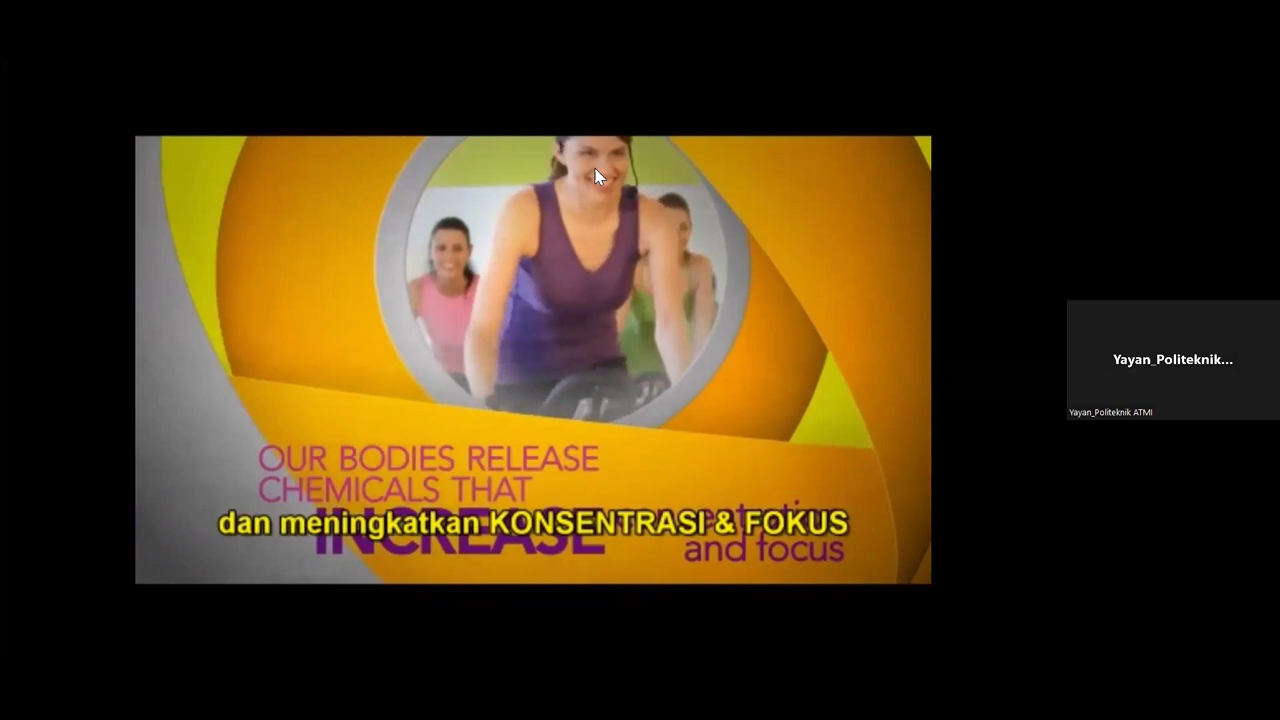 OUR BODIES RELEASE
CHEMICALS THAT
INCREASE
dan meningkatkan KONSENTRASI & FOKUS
and focus
Yayan_Politeknik...
Yayan_Politeknik ATMI